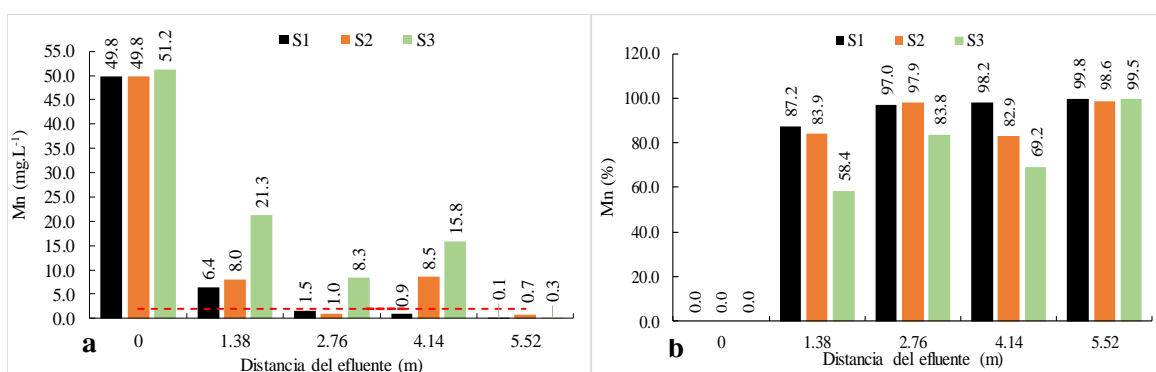 S1 S2 S3
Mn (mg.L-1)
55.0
50.0
45.0
40.0
35.0
30.0
25.0
20.0
15.0
10.0
5.0
0.0
49.8 49.8 51.2
6.4 8.0 21.3
1.5 1.0 8.3
0.9 8.5 15.8
0.1 0.7 0.3
0 1.38 2.76 4.14 5.52
a
Distancia del efluente (m)
S1 S2 S3
Mn (%)
120.0
100.0
80.0
60.0
40.0
20.0
0.0
0.0 0.0 0.0
87.2 83.9 58.4
97.0 97.9 83.8
98.2 82.9 69.2
99.8 98.6 99.5
0 1.38 2.76 4.14 5.52
b
Distancia del efluente (m)